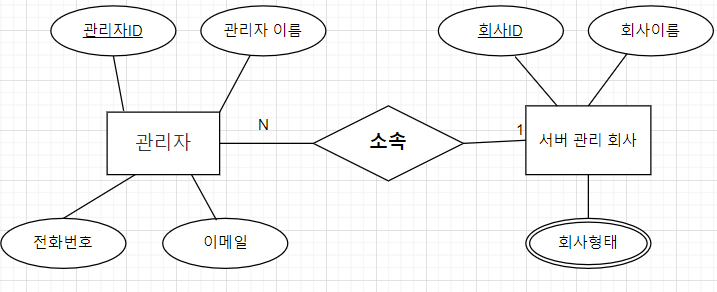 관리자ID
관리자 이름
회사ID
회사이름
관리자
N
소속
1
서버 관리 회사
전화번호
이메일
회사형태